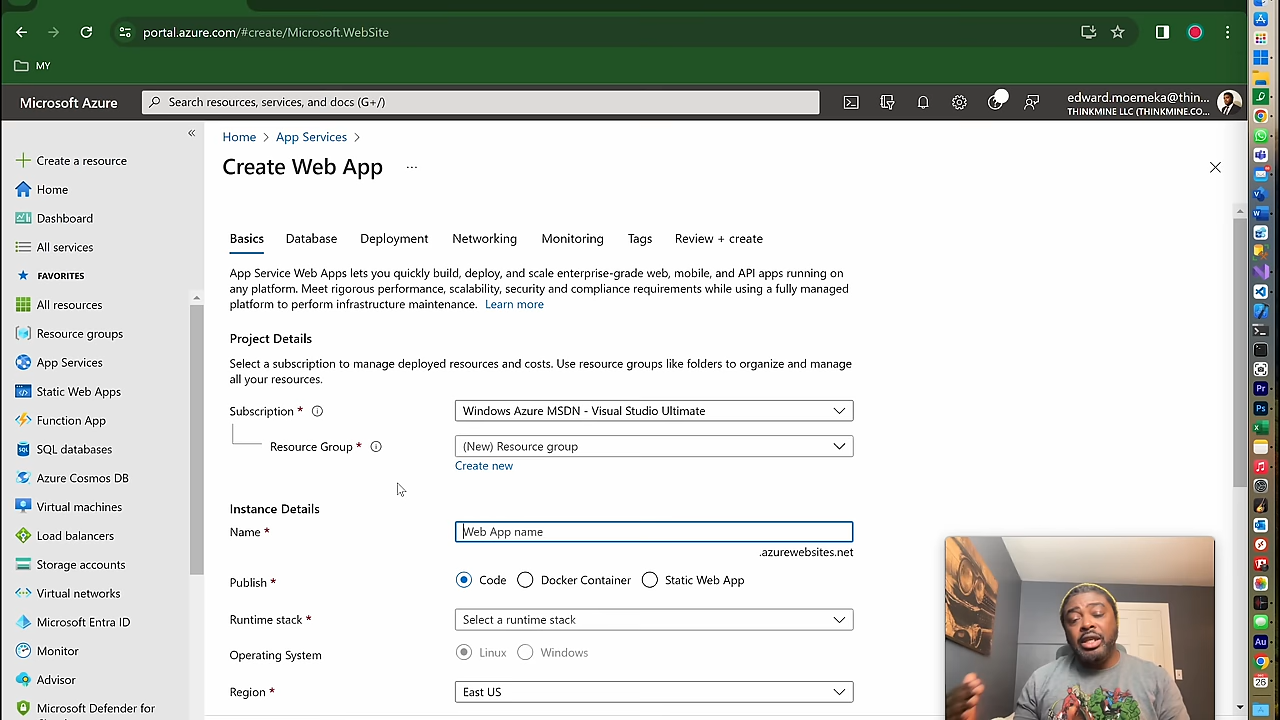 portal.azure.com/#create/Microsoft.WebSite
MY
Microsoft Azure
Search resources, services, and docs (G+/)
edward.moemeka@thin...
THINKMINE LLC (THINKME.CO...
Home > App Services >
Create Web App ...
Create a resource
Home
Dashboard
All services
FAVORITES
All resources
Resource groups
App Services
Static Web Apps
Function App
SQL databases
Azure Cosmos DB
Virtual machines
Load balancers
Storage accounts
Virtual networks
Microsoft Entra ID
Monitor
Advisor
Microsoft Defender for
Basics Database Deployment Networking Monitoring Tags Review + create
App Service Web Apps lets you quickly build, deploy, and scale enterprise-grade web, mobile, and API apps running on
any platform. Meet rigorous performance, scalability, security and compliance requirements while using a fully managed
platform to perform infrastructure maintenance. Learn more
Project Details
Select a subscription to manage deployed resources and costs. Use resource groups like folders to organize and manage
all your resources.
Subscription *
Windows Azure MSDN - Visual Studio Ultimate
Resource Group *
(New) Resource group
Create new
Instance Details
Name *
Web App name
.azurewebsites.net
Publish *
Code Docker Container Static Web App
Runtime stack *
Select a runtime stack
Operating System
Linux Windows
Region *
East US